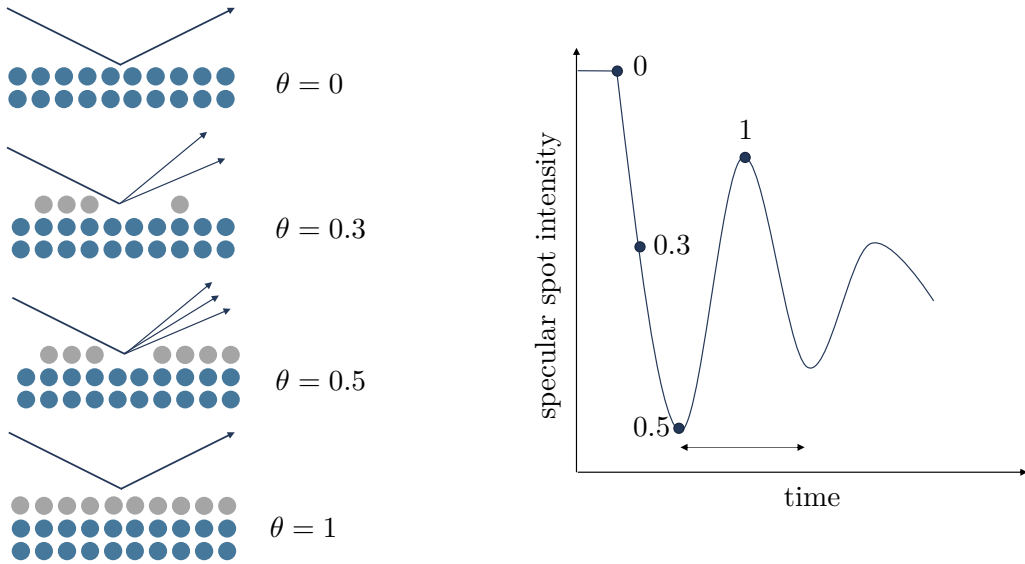 θ = 0
θ = 0.3
θ = 0.5
θ = 1
specular spot intensity
0
1
0.3
0.5
time